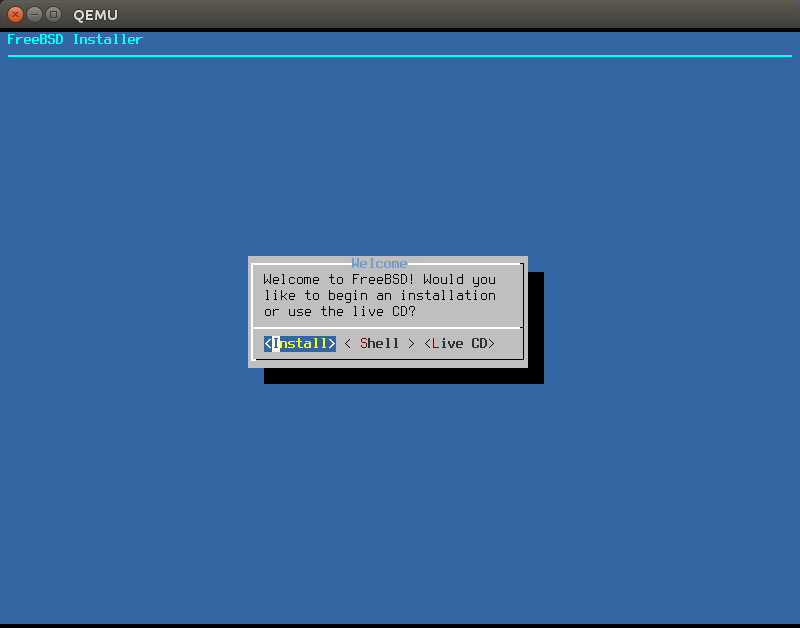 QEMU
FreeBSD Installer
Welcome
Welcome to FreeBSD! Would you
like to begin an installation
or use the live CD?
<Install> < Shell > <Live CD>